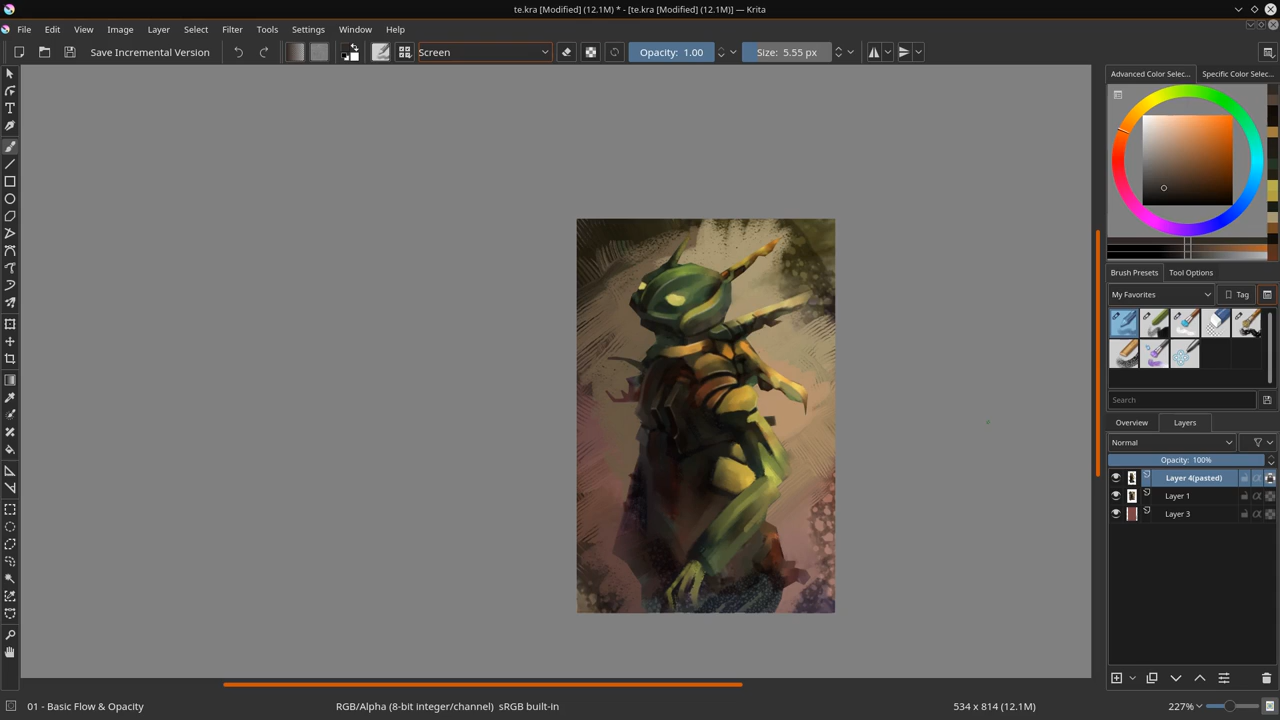 te.kra [Modified] (12.1M) * - [te.kra [Modified] (12.1M)] — Krita
File Edit View Image Layer Select Filter Tools Settings Window Help
Save Incremental Version Screen Opacity: 1.00 Size: 5.55 px
Advanced Color Selec... Specific Color Selec...
Brush Presets Tool Options
My Favorites Tag
Search
Overview Layers
Normal
Opacity: 100%
Layer 4(pasted)
Layer 1
Layer 3
01 - Basic Flow & Opacity RGB/Alpha (8-bit integer/channel) sRGB built-in 534 x 814 (12.1M) 227%